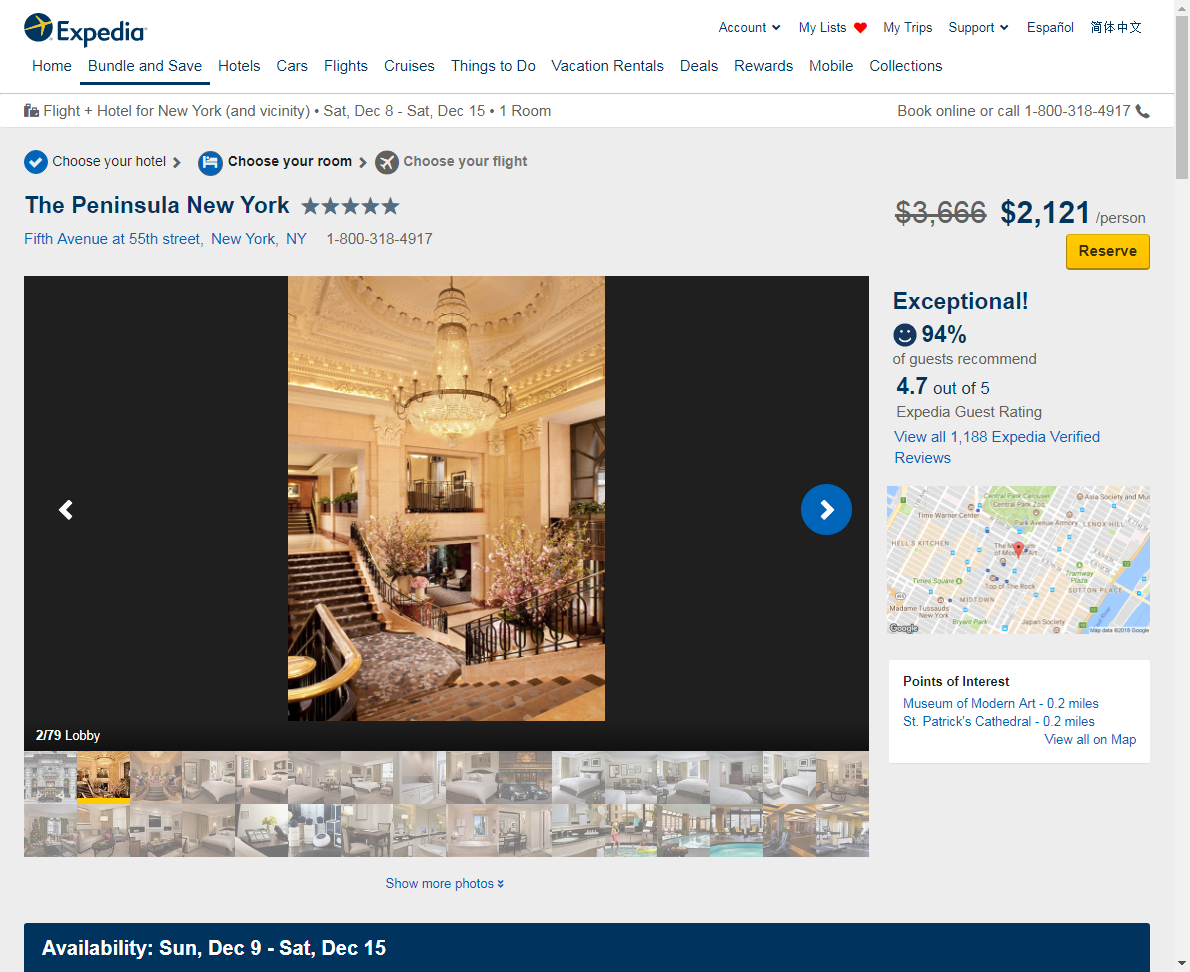 Expedia
Account My Lists My Trips Support Español 简体中文
Home Bundle and Save Hotels Cars Flights Cruises Things to Do Vacation Rentals Deals Rewards Mobile Collections
Flight + Hotel for New York (and vicinity) • Sat, Dec 8 - Sat, Dec 15 • 1 Room
Book online or call 1-800-318-4917
Choose your hotel Choose your room Choose your flight
The Peninsula New York
Fifth Avenue at 55th street, New York, NY 1-800-318-4917
$3,666 $2,121 /person
Reserve
2/79 Lobby
Show more photos
Exceptional!
94%
of guests recommend
4.7 out of 5
Expedia Guest Rating
View all 1,188 Expedia Verified
Reviews
Central Park Carousel
Central Park Zoo
Asia Society and Mus
Time Warner Center
Park Avenue Armory
LENOX HILL
HELL'S KITCHEN
The Museum
of Modern Art
Tramway
Plaza
Times Square
Top of The Rock
SUTTON PLACE
MIDTOWN
Madame Tussauds
New York
Bryant Park
Japan Society
Google
Map data ©2018 Google
Points of Interest
Museum of Modern Art - 0.2 miles
St. Patrick's Cathedral - 0.2 miles
View all on Map
Availability: Sun, Dec 9 - Sat, Dec 15